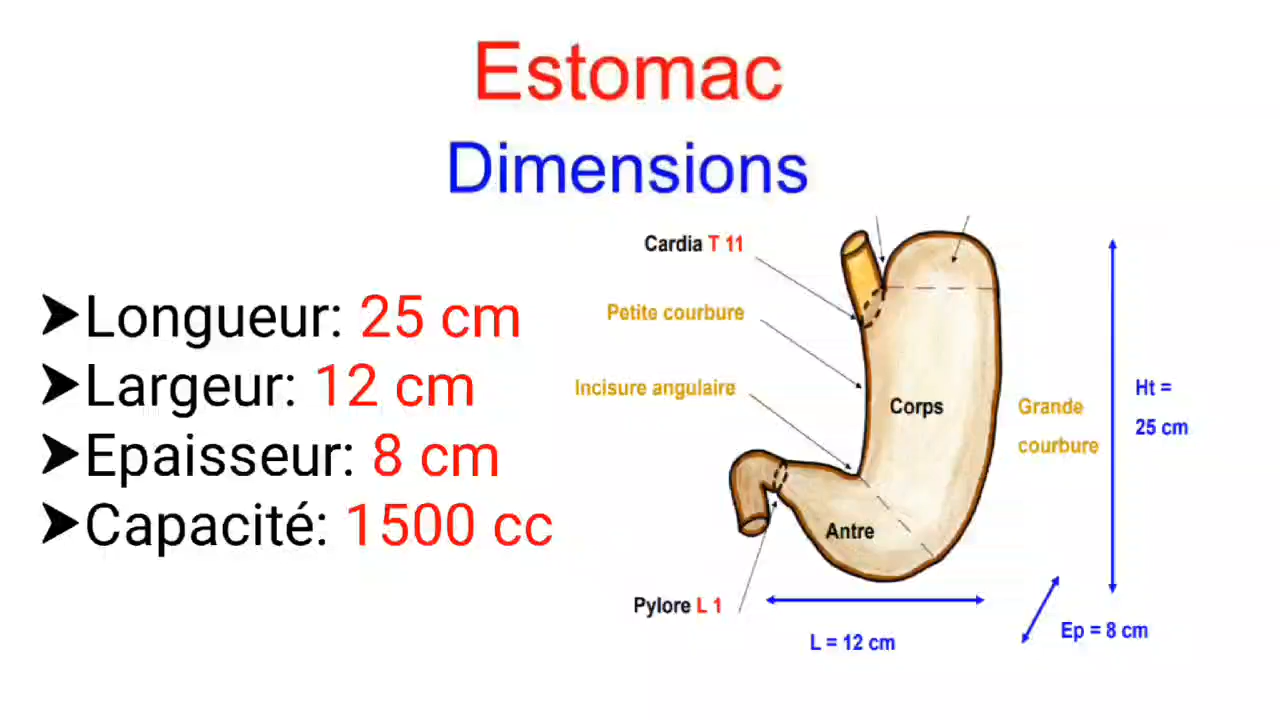 Estomac
Dimensions
➤Longueur: 25 cm
➤Largeur: 12 cm
➤Epaisseur: 8 cm
➤Capacité: 1500 cc
Cardia T 11
Petite courbure
Incisure angulaire
Corps
Grande
courbure
Ht =
25 cm
Antre
Pylore L 1
L = 12 cm
Ep = 8 cm